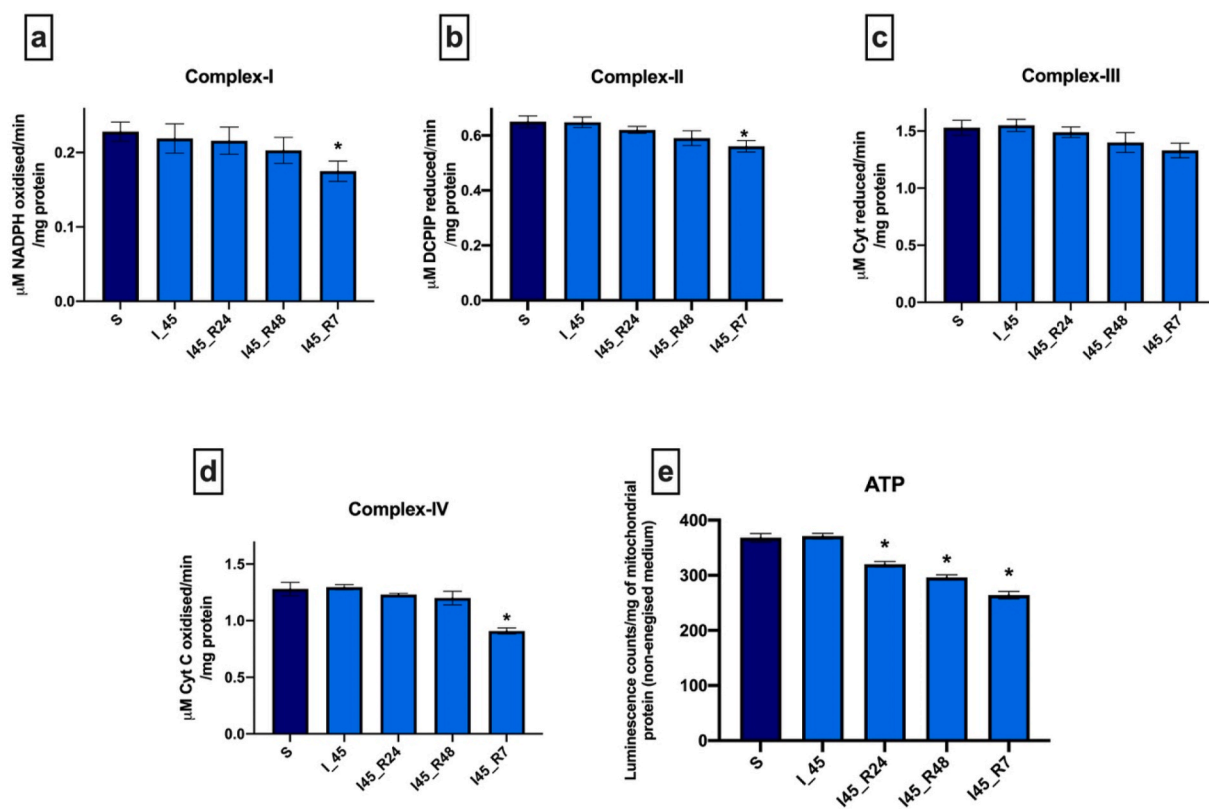 a
Complex-I
μM NADPH oxidised/min
/mg protein
0.2
0.1
0.0
S
I_45
I45_R24
I45_R48
I45_R7
*
b
Complex-II
μM DCPIP reduced/min
/mg protein
0.6
0.4
0.2
0.0
S
I_45
I45_R24
I45_R48
I45_R7
*
c
Complex-III
μM Cyt reduced/min
/mg protein
1.5
1.0
0.5
0.0
S
I_45
I45_R24
I45_R48
I45_R7
d
Complex-IV
μM Cyt C oxidised/min
/mg protein
1.5
1.0
0.5
0.0
S
I_45
I45_R24
I45_R48
I45_R7
*
e
ATP
Luminescence counts/mg of mitochondrial
protein (non-enegised medium)
400
300
400
100
0
S
I_45
I45_R24
I45_R48
I45_R7
*
*
*